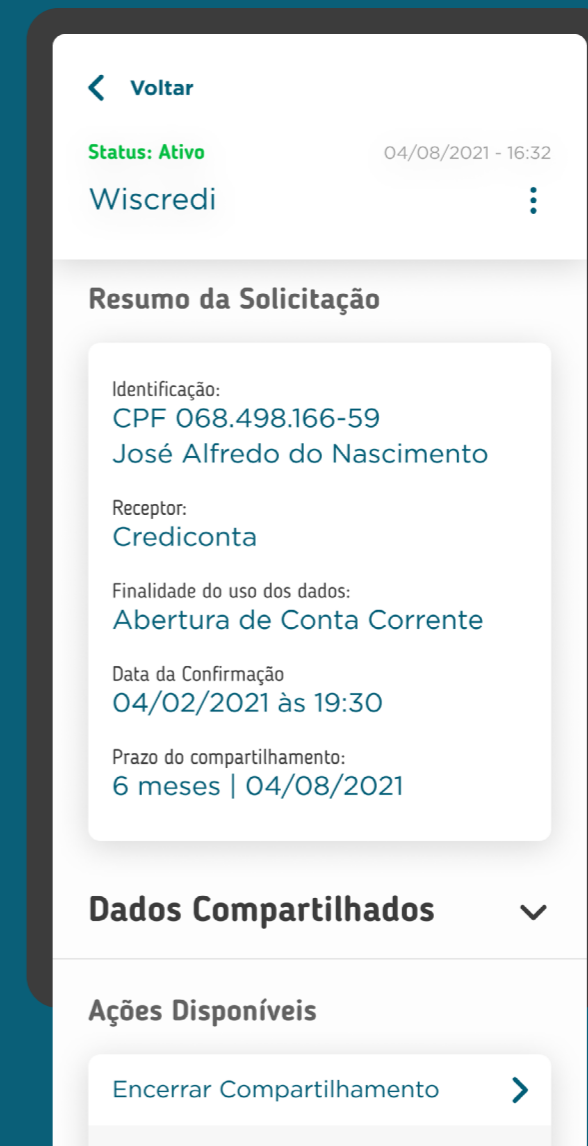 Voltar
Status: Ativo 04/08/2021 - 16:32
Wiscredi
Resumo da Solicitação
Identificação:
CPF 068.498.166-59
José Alfredo do Nascimento
Receptor:
Crediconta
Finalidade do uso dos dados:
Abertura de Conta Corrente
Data da Confirmação
04/02/2021 às 19:30
Prazo do compartilhamento:
6 meses | 04/08/2021
Dados Compartilhados
Ações Disponíveis
Encerrar Compartilhamento